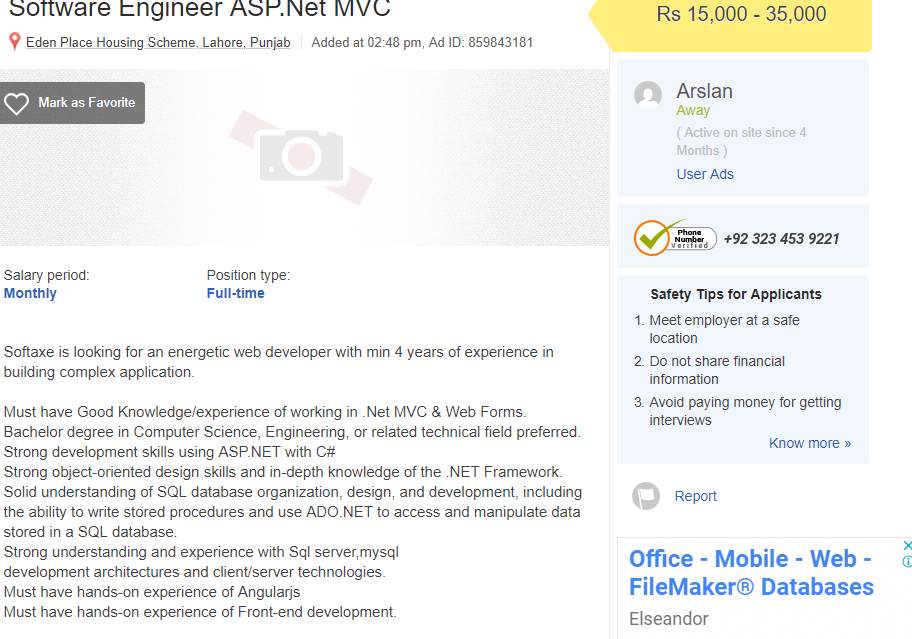 Software Engineer ASP.Net MVC
Eden Place Housing Scheme, Lahore, Punjab Added at 02:48 pm, Ad ID: 859843181
Mark as Favorite
Salary period:
Monthly
Position type:
Full-time
Softaxe is looking for an energetic web developer with min 4 years of experience in
building complex application.
Must have Good Knowledge/experience of working in .Net MVC & Web Forms.
Bachelor degree in Computer Science, Engineering, or related technical field preferred.
Strong development skills using ASP.NET with C#
Strong object-oriented design skills and in-depth knowledge of the .NET Framework.
Solid understanding of SQL database organization, design, and development, including
the ability to write stored procedures and use ADO.NET to access and manipulate data
stored in a SQL database.
Strong understanding and experience with Sql server,mysql
development architectures and client/server technologies.
Must have hands-on experience of Angularjs
Must have hands-on experience of Front-end development.
Rs 15,000 - 35,000
Arslan
Away
( Active on site since 4
Months )
User Ads
Phone
Number
Verified
+92 323 453 9221
Safety Tips for Applicants
1. Meet employer at a safe
location
2. Do not share financial
information
3. Avoid paying money for getting
interviews
Know more »
Report
Office - Mobile - Web -
FileMaker® Databases
Elseandor